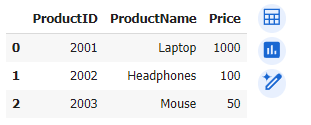 ProductID ProductName Price
0 2001 Laptop 1000
1 2002 Headphones 100
2 2003 Mouse 50